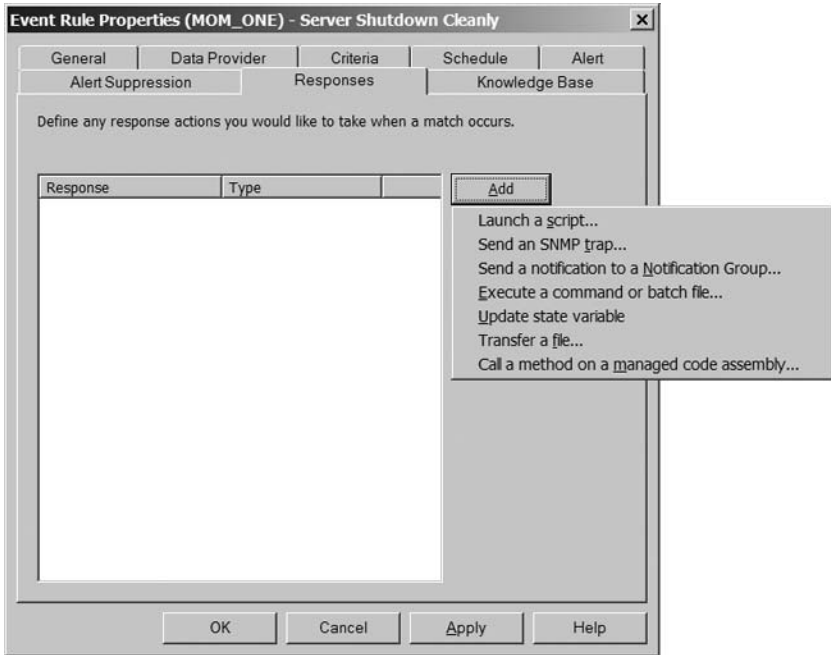 Event Rule Properties (MOM_ONE) - Server Shutdown Cleanly
General Data Provider Criteria Schedule Alert
Alert Suppression Responses Knowledge Base
Define any response actions you would like to take when a match occurs.
Response Type
Add
Launch a script...
Send an SNMP trap...
Send a notification to a Notification Group...
Execute a command or batch file...
Update state variable
Transfer a file...
Call a method on a managed code assembly...
OK Cancel Apply Help